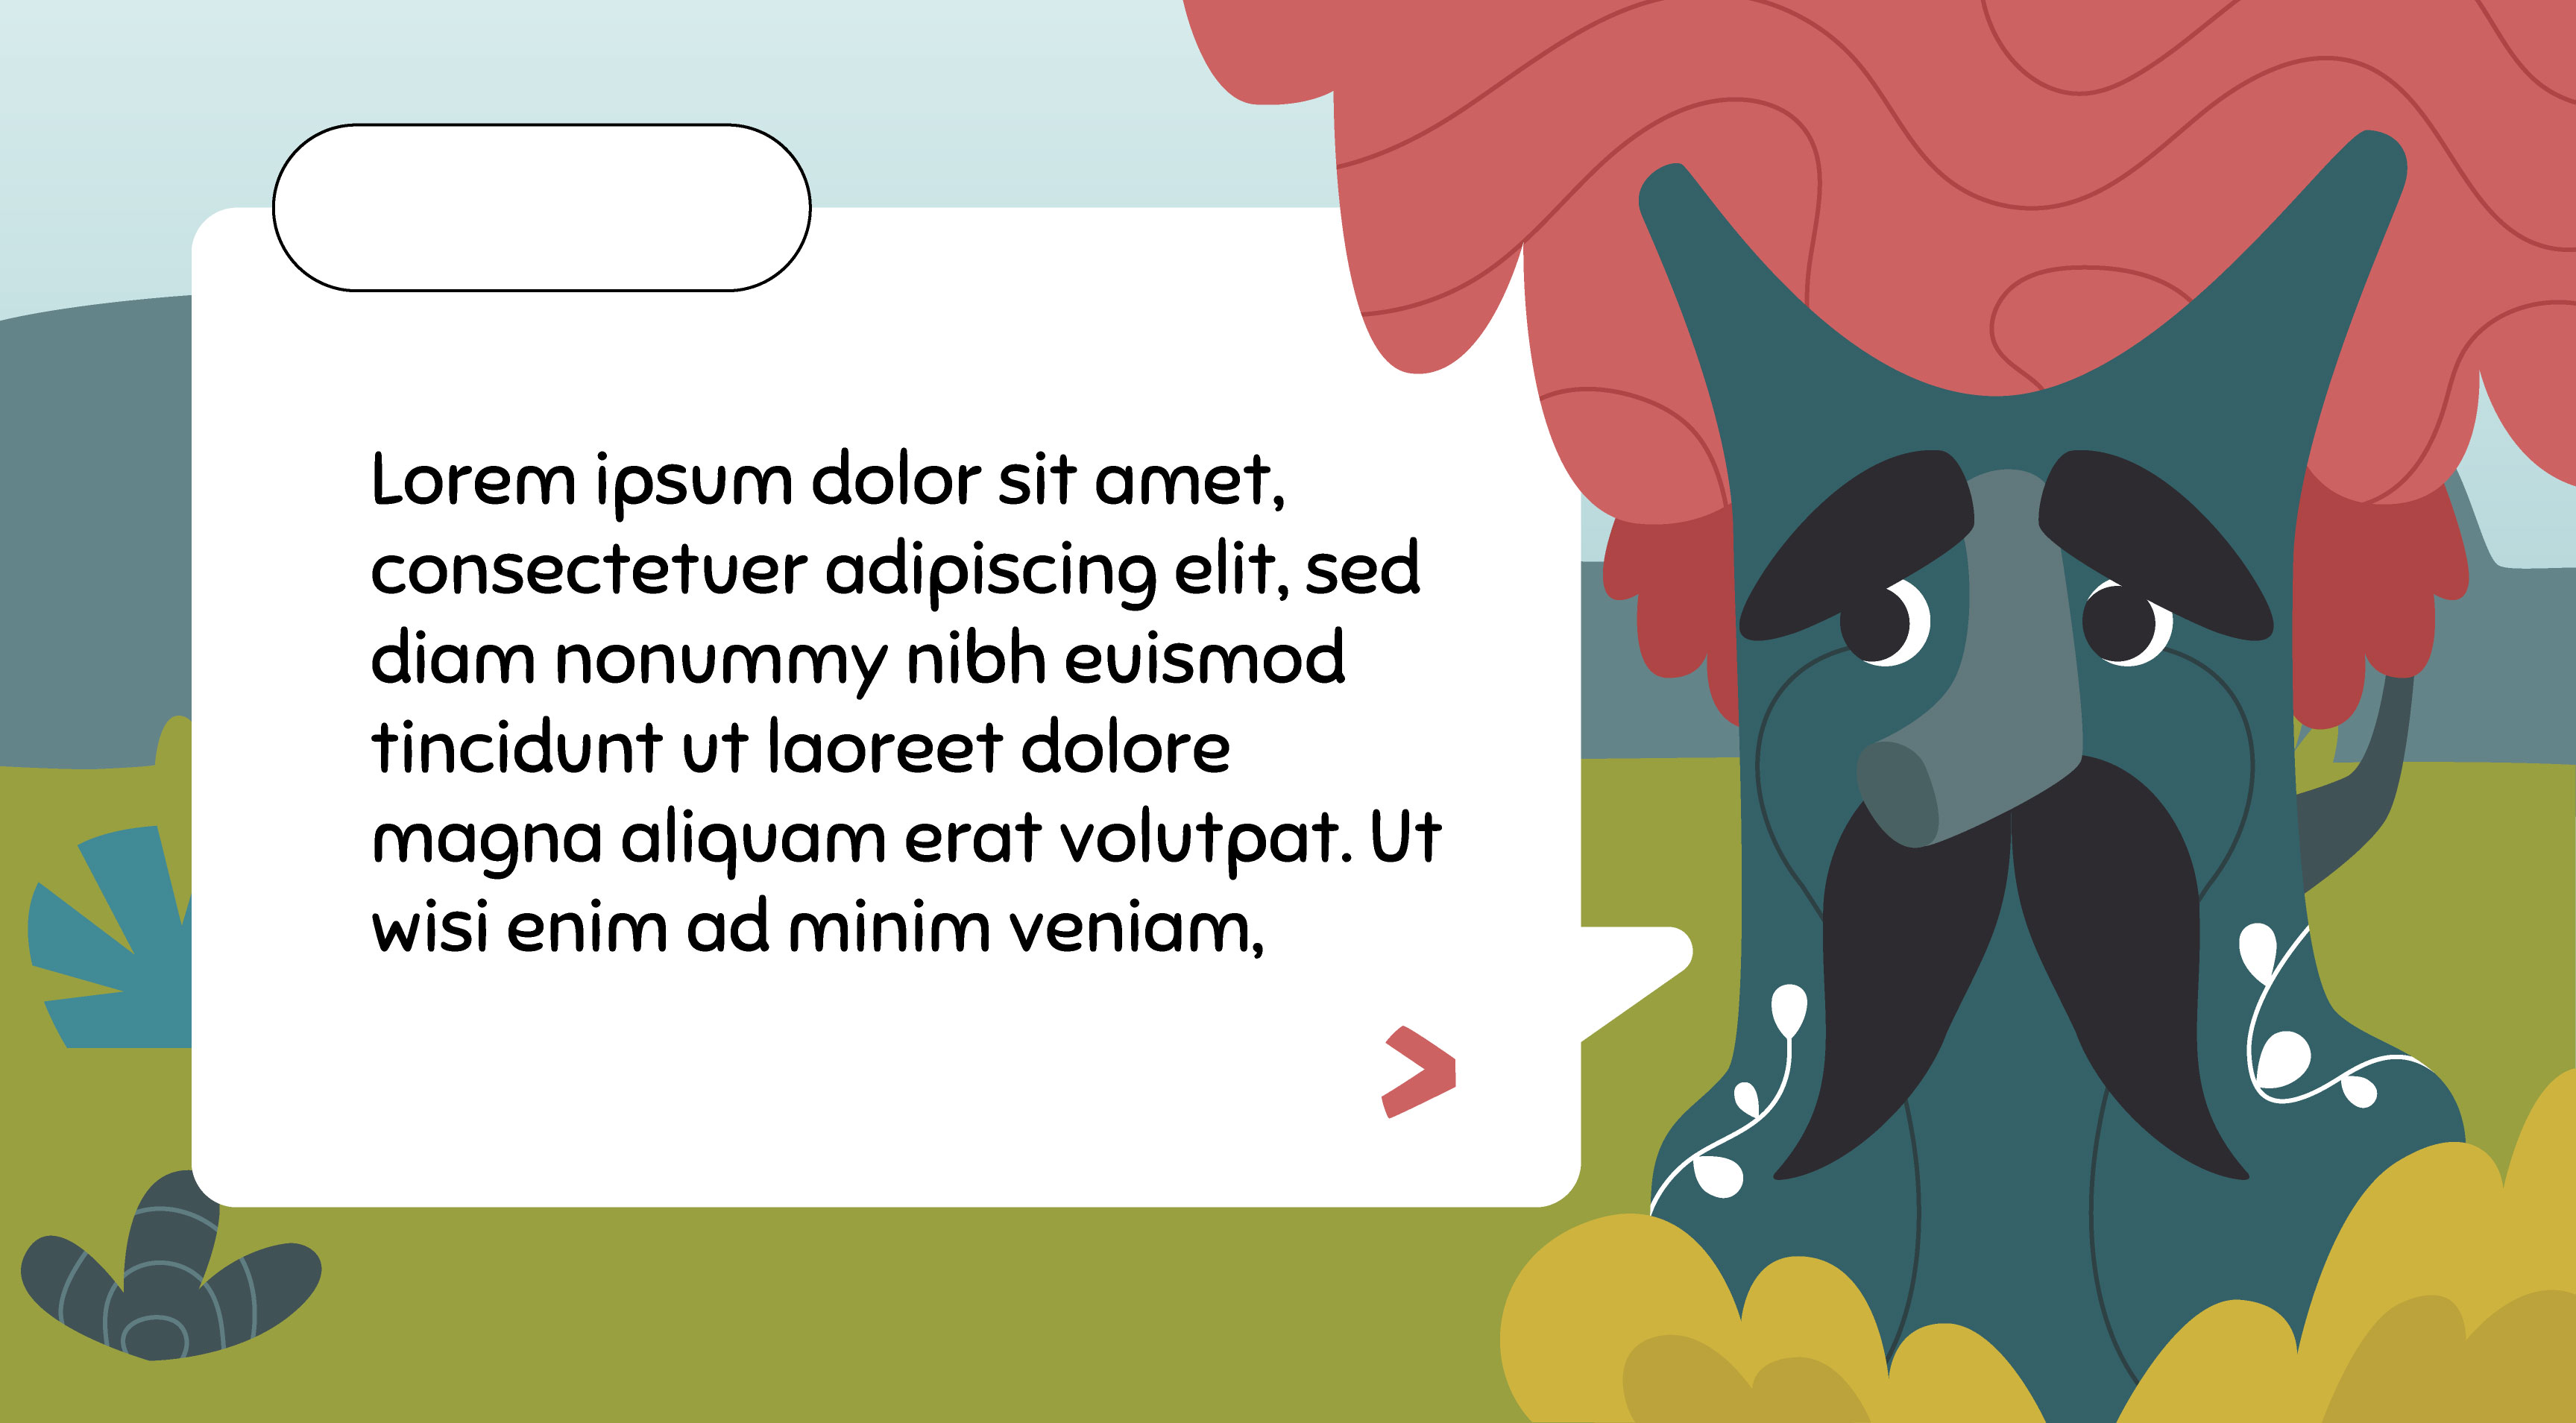 Lorem ipsum dolor sit amet,
consectetuer adipiscing elit, sed
diam nonummy nibh euismod
tincidunt ut laoreet dolore
magna aliquam erat volutpat. Ut
wisi enim ad minim veniam,